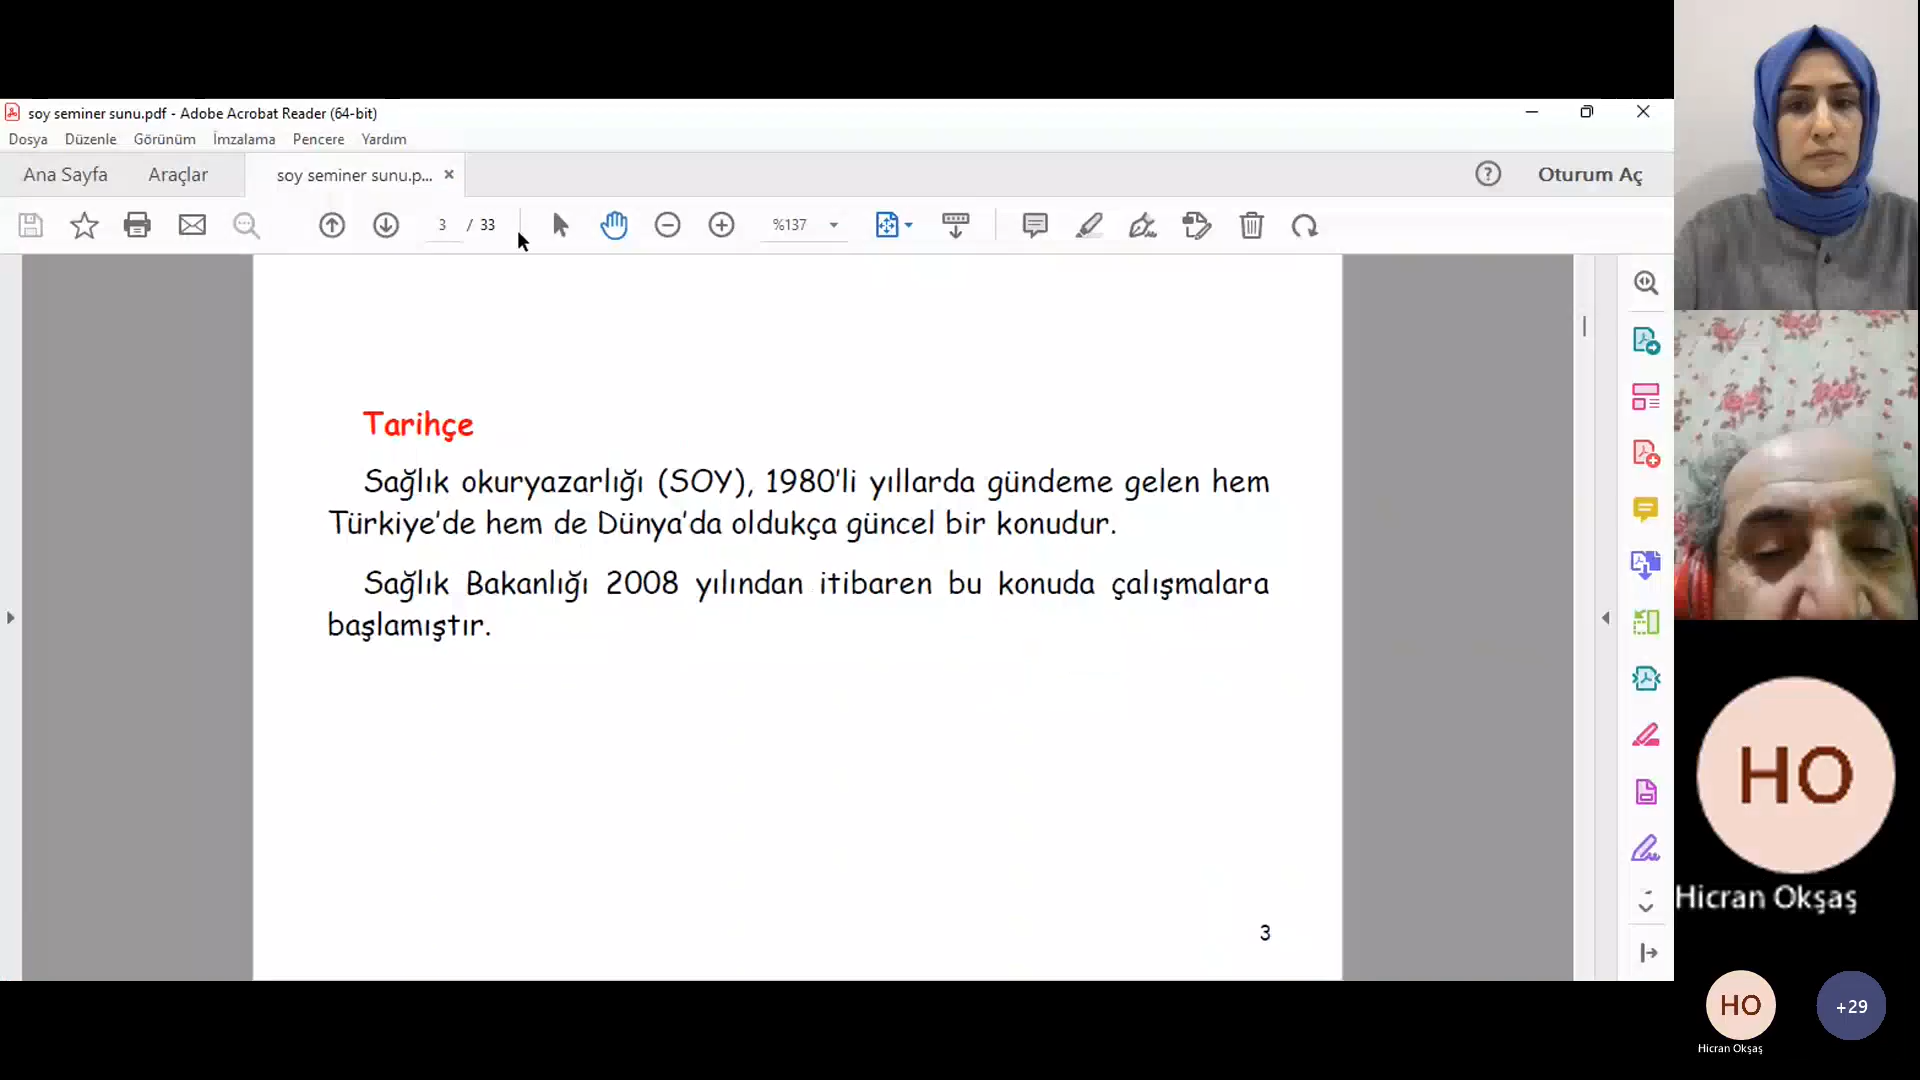 soy seminer sunu.pdf - Adobe Acrobat Reader (64-bit)
Dosya Düzenle Görünüm İmzalama Pencere Yardım
Ana Sayfa Araçlar soy seminer sunu.p... Oturum Aç
3 / 33 %137
Tarihçe
Sağlık okuryazarlığı (SOY), 1980'li yıllarda gündeme gelen hem
Türkiye'de hem de Dünya'da oldukça güncel bir konudur.
Sağlık Bakanlığı 2008 yılından itibaren bu konuda çalışmalara
başlamıştır.
3
HO
Hicran Okşaş
HO
Hicran Okşaş
+29